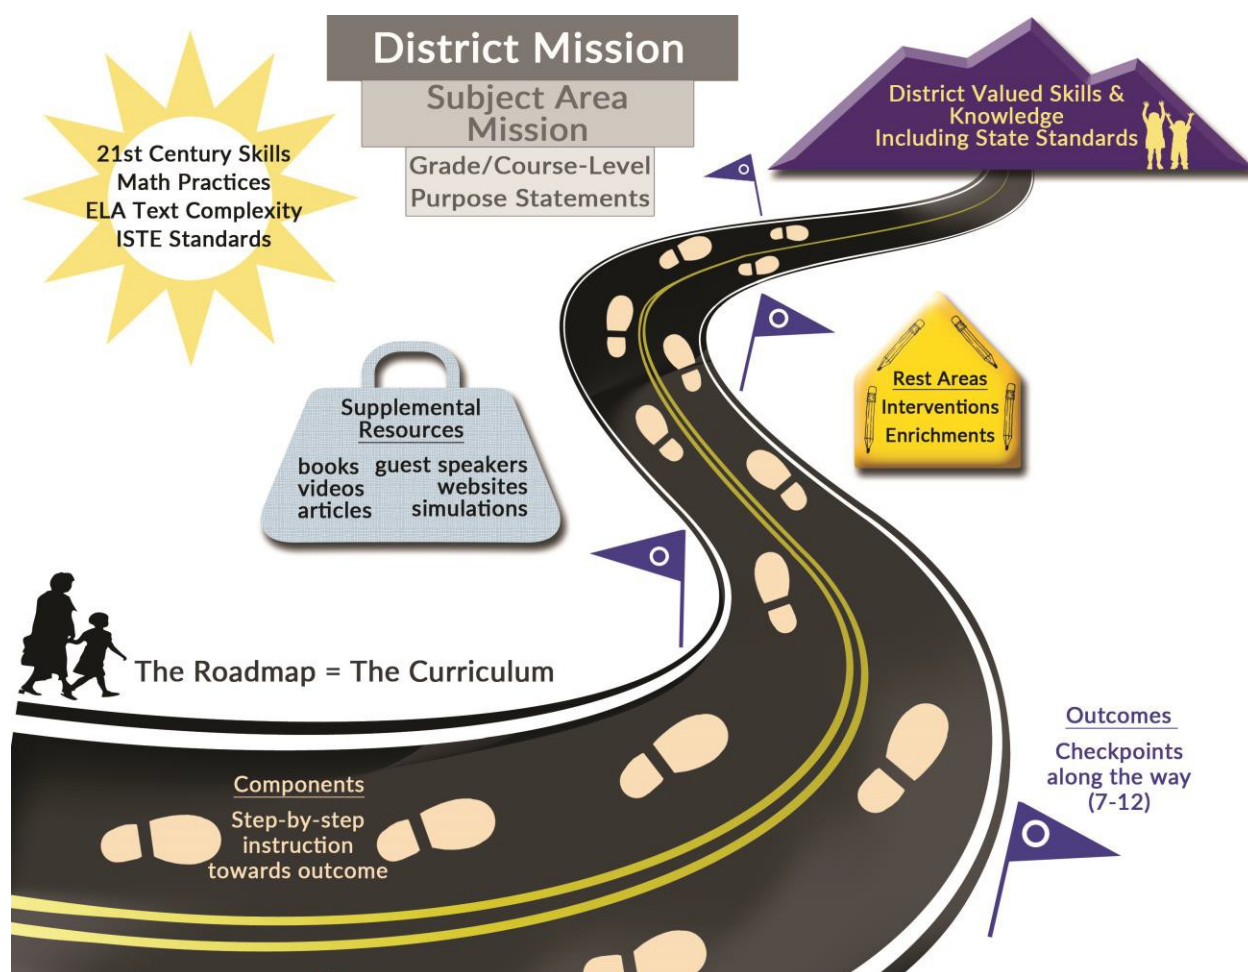 District Mission
Subject Area
Mission
Grade/Course-Level
Purpose Statements
21st Century Skills
Math Practices
ELA Text Complexity
ISTE Standards
District Valued Skills &
Knowledge
Including State Standards
Supplemental
Resources
books guest speakers
videos websites
articles simulations
Rest Areas
Interventions
Enrichments
The Roadmap = The Curriculum
Outcomes
Checkpoints
along the way
(7-12)
Components
Step-by-step
instruction
towards outcome
O
O
O
O